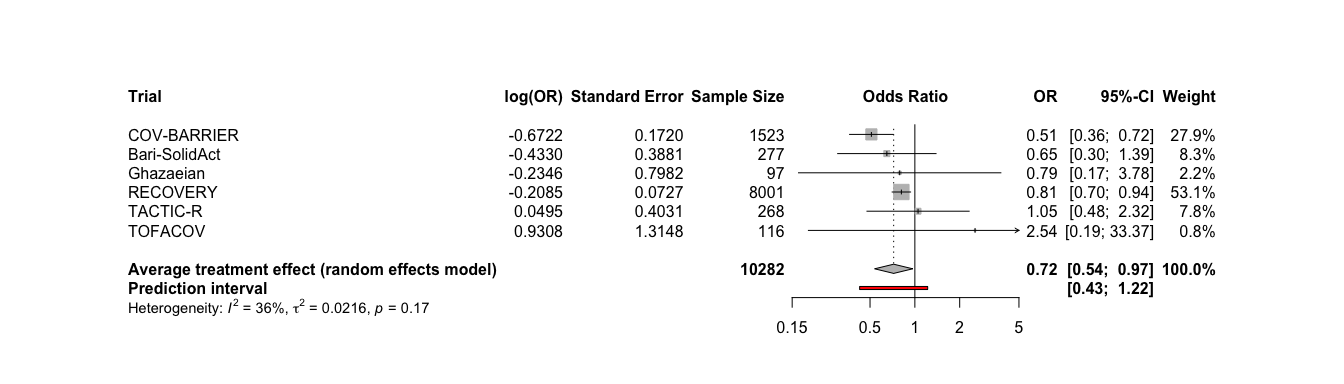 Trial log(OR) Standard Error Sample Size Odds Ratio OR 95%-CI Weight
COV-BARRIER -0.6722 0.1720 1523 0.51 [0.36; 0.72] 27.9%
Bari-SolidAct -0.4330 0.3881 277 0.65 [0.30; 1.39] 8.3%
Ghazaeian -0.2346 0.7982 97 0.79 [0.17; 3.78] 2.2%
RECOVERY -0.2085 0.0727 8001 0.81 [0.70; 0.94] 53.1%
TACTIC-R 0.0495 0.4031 268 1.05 [0.48; 2.32] 7.8%
TOFACOV 0.9308 1.3148 116 2.54 [0.19; 33.37] 0.8%
Average treatment effect (random effects model) 10282 0.72 [0.54; 0.97] 100.0%
Prediction interval [0.43; 1.22]
Heterogeneity: I² = 36%, τ² = 0.0216, p = 0.17
0.15 0.5 1 2 5